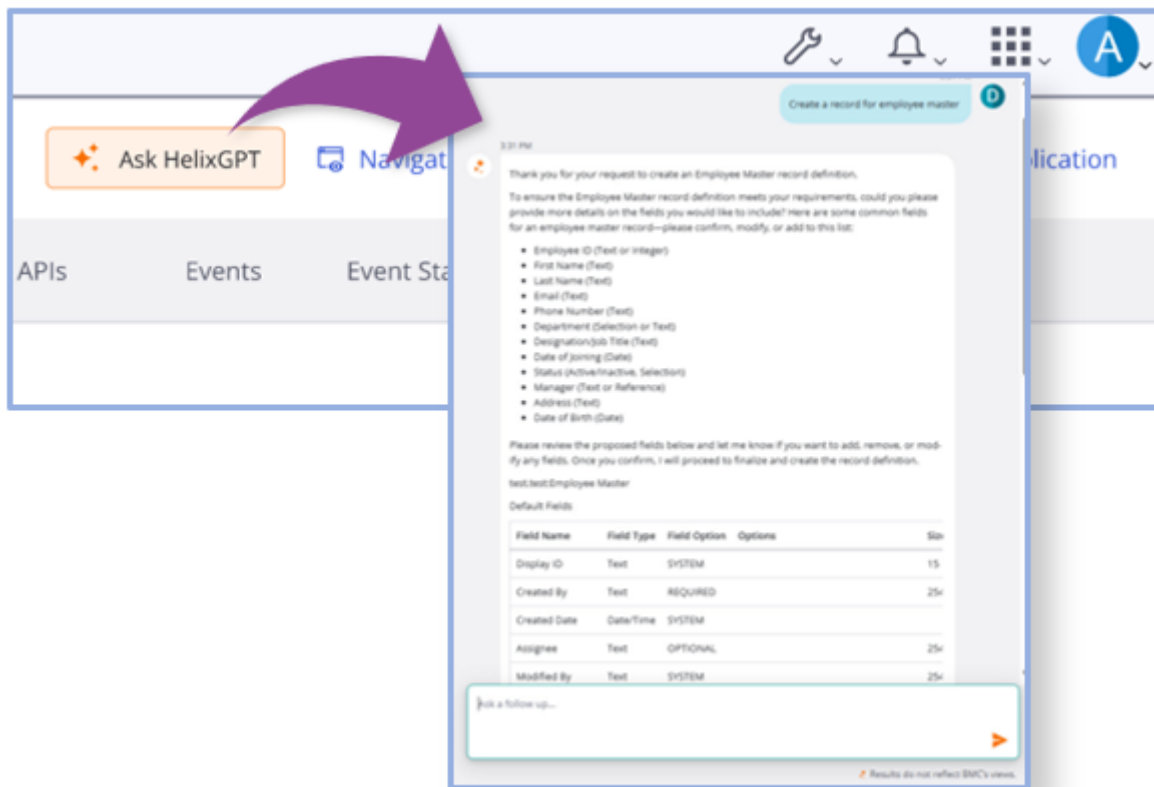 A
Ask HelixGPT
Navigat
lication
APIs
Events
Event Sta
Create a record for employee master
D
3:31 PM
Thank you for your request to create an Employee Master record definition.
To ensure the Employee Master record definition meets your requirements, could you please
provide more details on the fields you would like to include? Here are some common fields
for an employee master record—please confirm, modify, or add to this list:
• Employee ID (Text or Integer)
• First Name (Text)
• Last Name (Text)
• Email (Text)
• Phone Number (Text)
• Department (Selection or Text)
• Designation/Job Title (Text)
• Date of Joining (Date)
• Status (Active/Inactive, Selection)
• Manager (Text or Reference)
• Address (Text)
• Date of Birth (Date)
Please review the proposed fields below and let me know if you want to add, remove, or mod-
ify any fields. Once you confirm, I will proceed to finalize and create the record definition.
test:test:Employee Master
Default Fields
Field Name Field Type Field Option Options Siz
Display ID Text SYSTEM 15
Created By Text REQUIRED 254
Created Date Date/Time SYSTEM
Assignee Text OPTIONAL 254
Modified By Text SYSTEM 254
Ask a follow up...
Results do not reflect BMC's views.